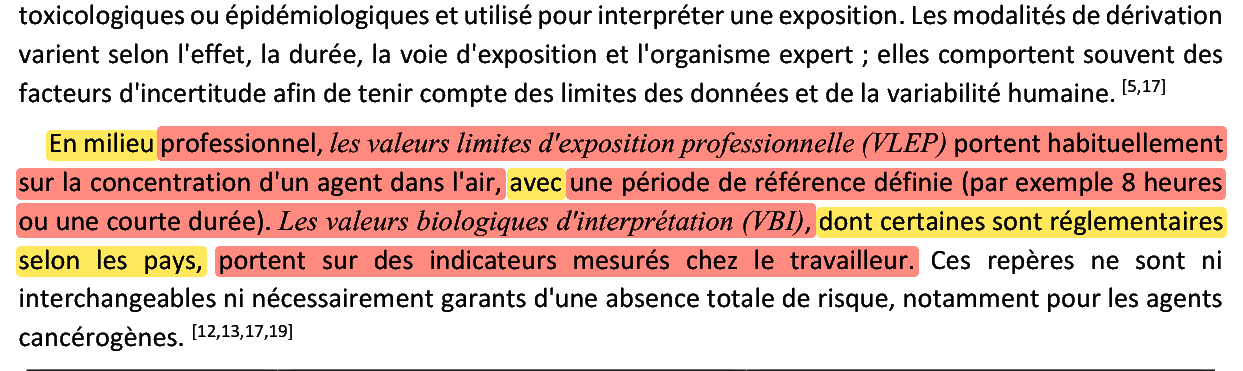 toxicologiques ou épidémiologiques et utilisé pour interpréter une exposition. Les modalités de dérivation
varient selon l'effet, la durée, la voie d'exposition et l'organisme expert ; elles comportent souvent des
facteurs d'incertitude afin de tenir compte des limites des données et de la variabilité humaine. [5,17]
En milieu professionnel, les valeurs limites d'exposition professionnelle (VLEP) portent habituellement
sur la concentration d'un agent dans l'air, avec une période de référence définie (par exemple 8 heures
ou une courte durée). Les valeurs biologiques d'interprétation (VBI), dont certaines sont réglementaires
selon les pays, portent sur des indicateurs mesurés chez le travailleur. Ces repères ne sont ni
interchangeables ni nécessairement garants d'une absence totale de risque, notamment pour les agents
cancérogènes. [12,13,17,19]